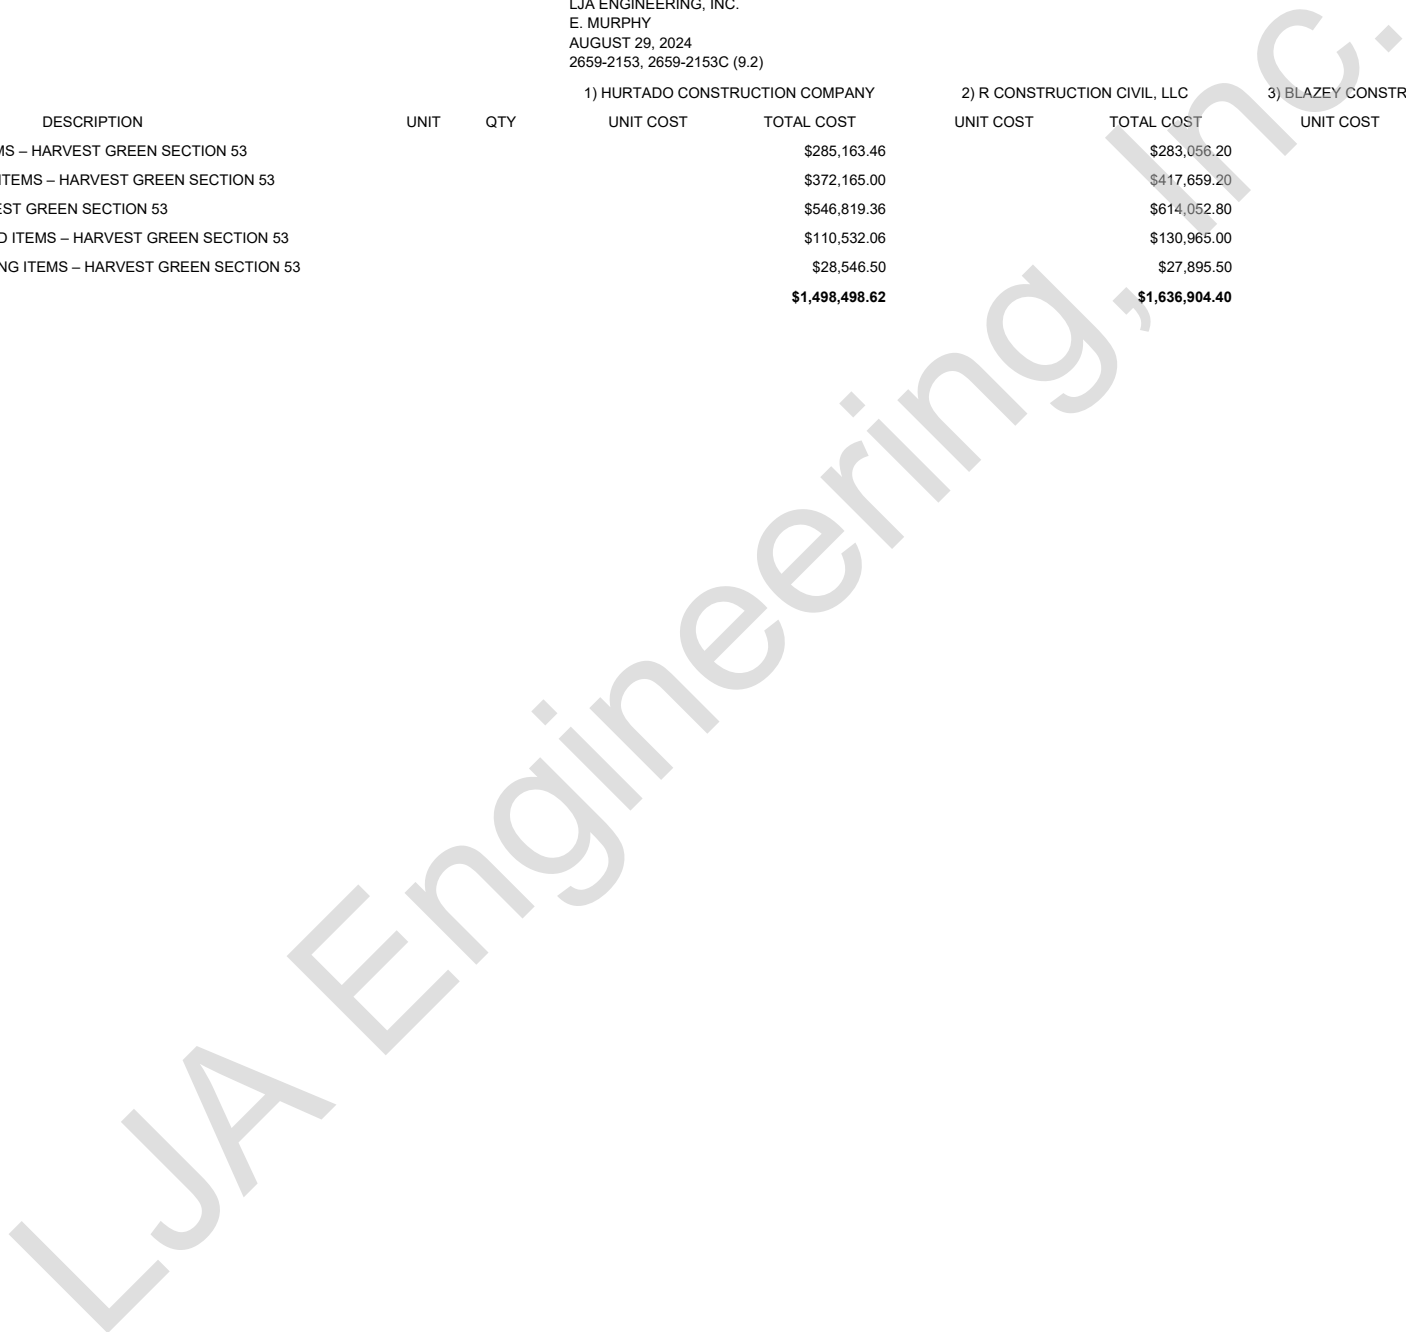 LJA ENGINEERING, INC.
E. MURPHY
AUGUST 29, 2024
2659-2153, 2659-2153C (9.2)
1) HURTADO CONSTRUCTION COMPANY 2) R CONSTRUCTION CIVIL, LLC 3) BLAZEY CONSTR
DESCRIPTION UNIT QTY UNIT COST TOTAL COST UNIT COST TOTAL COST UNIT COST
MS – HARVEST GREEN SECTION 53 $285,163.46 $283,056.20
ITEMS – HARVEST GREEN SECTION 53 $372,165.00 $417,659.20
EST GREEN SECTION 53 $546,819.36 $614,052.80
D ITEMS – HARVEST GREEN SECTION 53 $110,532.06 $130,965.00
NG ITEMS – HARVEST GREEN SECTION 53 $28,546.50 $27,895.50
$1,498,498.62 $1,636,904.40
LJA Engineering, Inc.